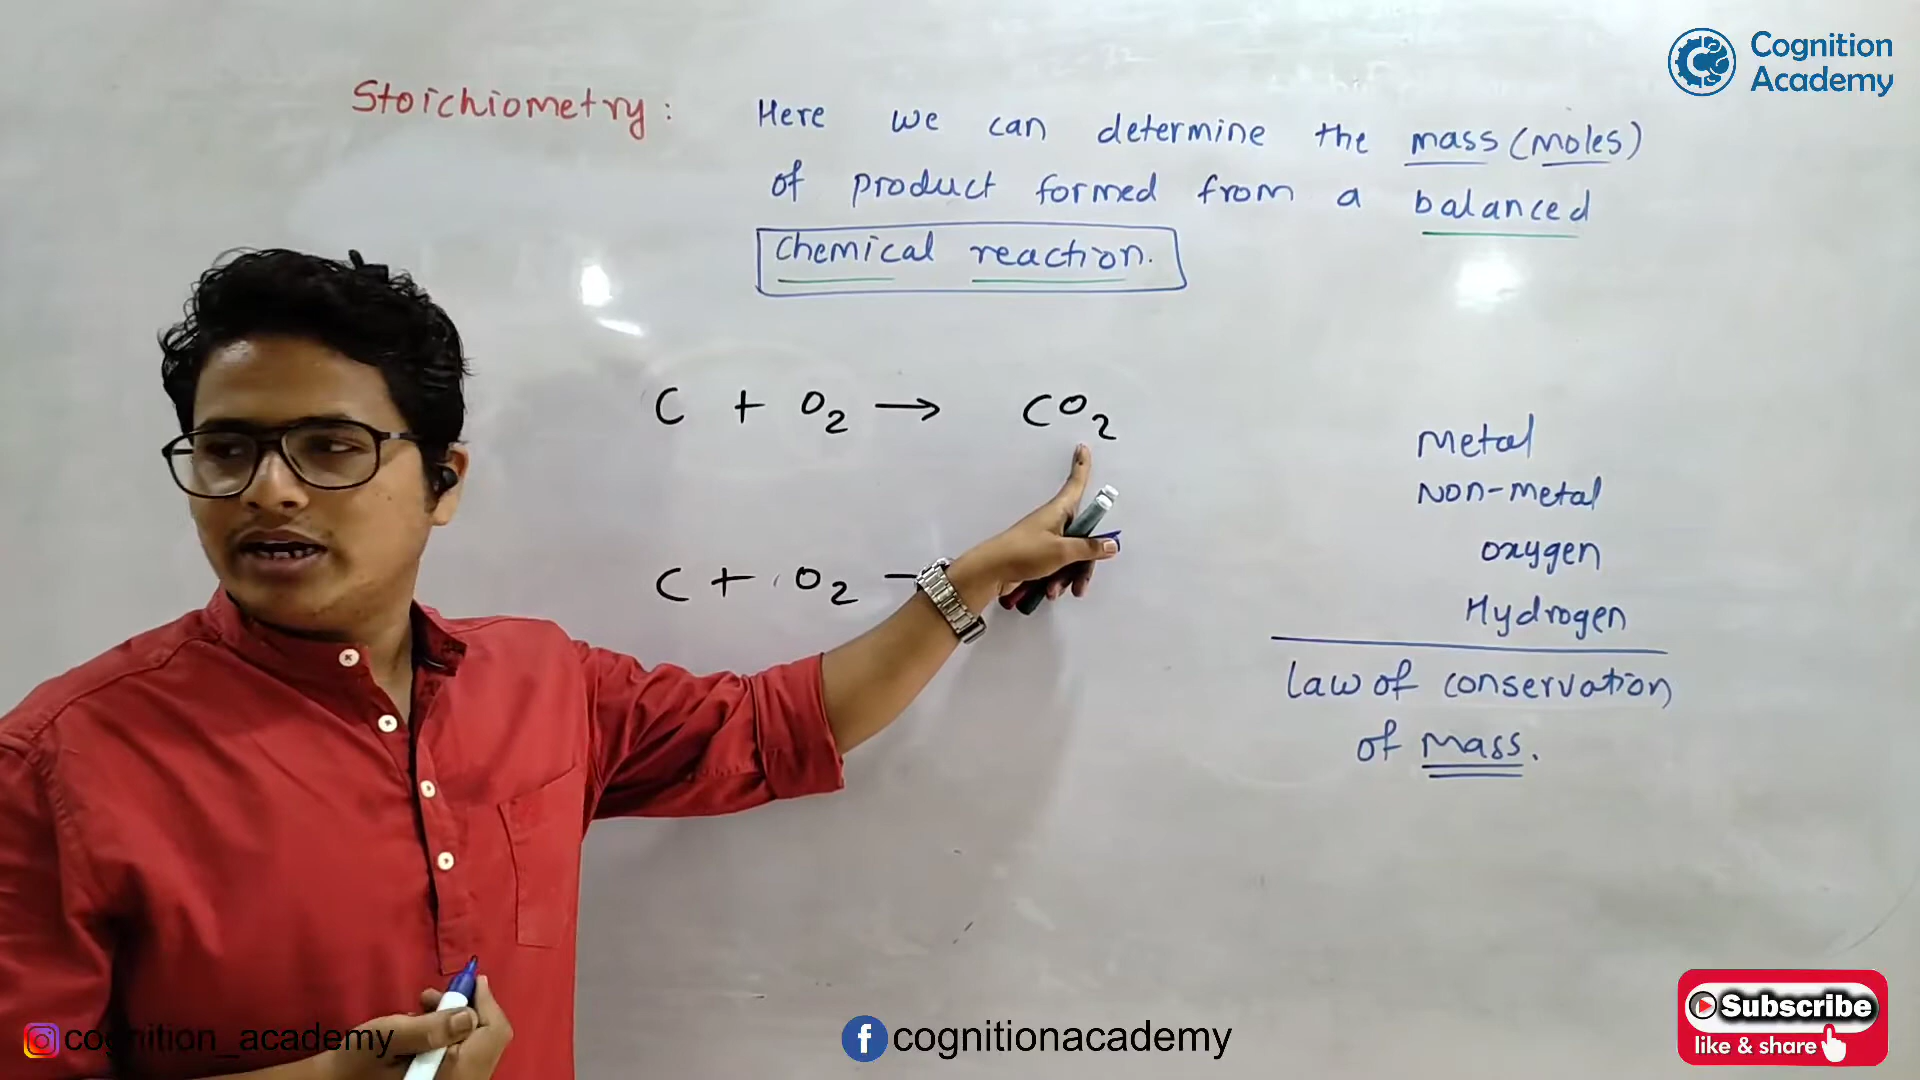 Cognition
Academy
Stoichiometry: Here we can determine the mass (moles)
of product formed from a balanced
chemical reaction.
C + O2 → CO2
C + O2
Metal
Non-metal
oxygen
Hydrogen
law of conservation
of Mass.
Subscribe
like & share
cognition_academy_
cognitionacademy